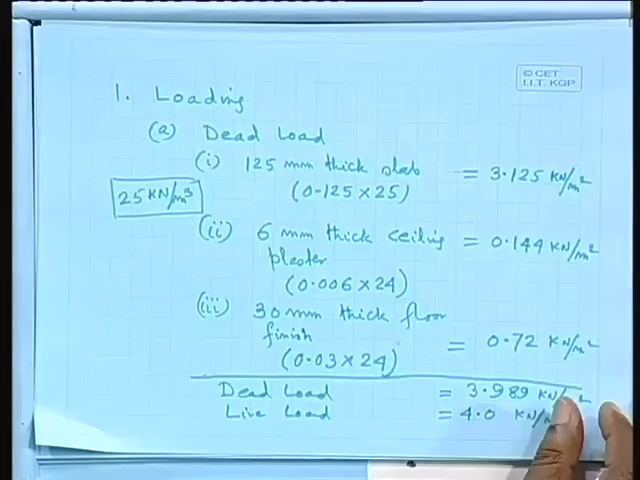 © CET
I.I.T. KGP
1. Loading
(a) Dead Load
(i) 125 mm thick slab = 3.125 KN/m²
(0.125 × 25)
25 KN/m³
(ii) 6 mm thick ceiling = 0.144 KN/m²
plaster
(0.006 × 24)
(iii) 30 mm thick floor
finish = 0.72 KN/m²
(0.03 × 24)
Dead Load = 3.989 KN/m²
Live Load = 4.0 KN/m